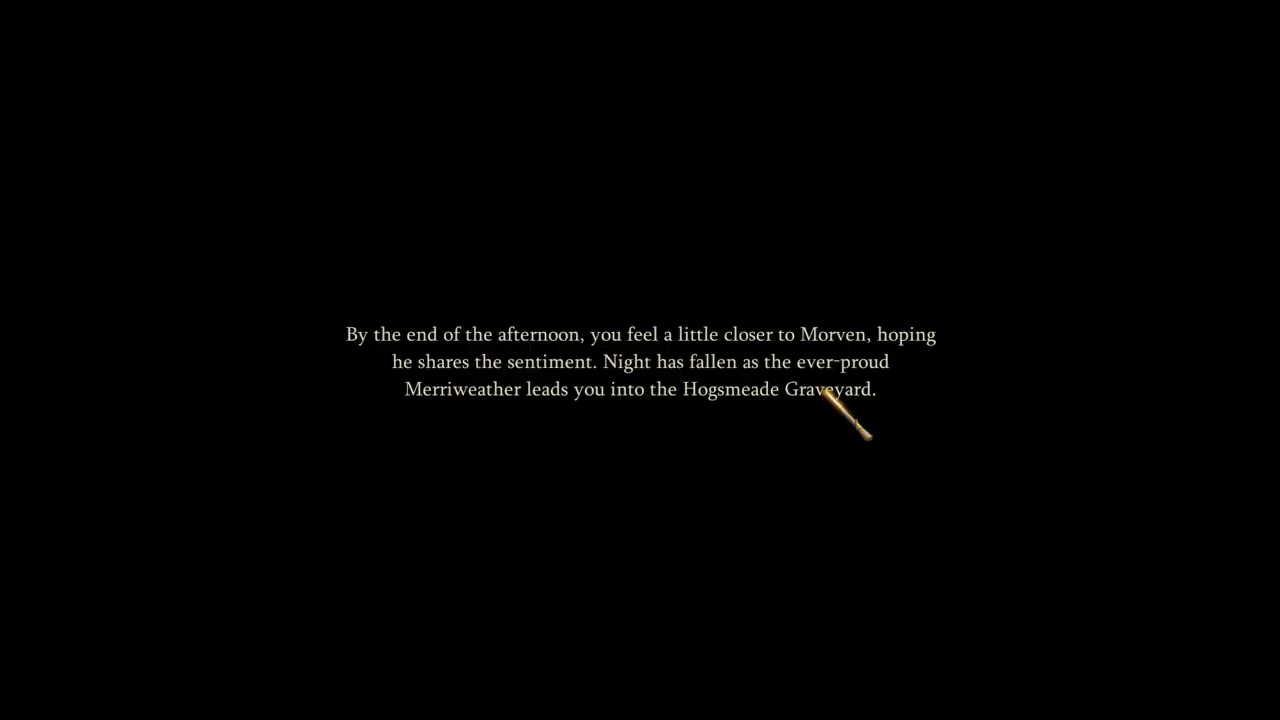 By the end of the afternoon, you feel a little closer to Morven, hoping
he shares the sentiment. Night has fallen as the ever-proud
Merriweather leads you into the Hogsmeade Graveyard.